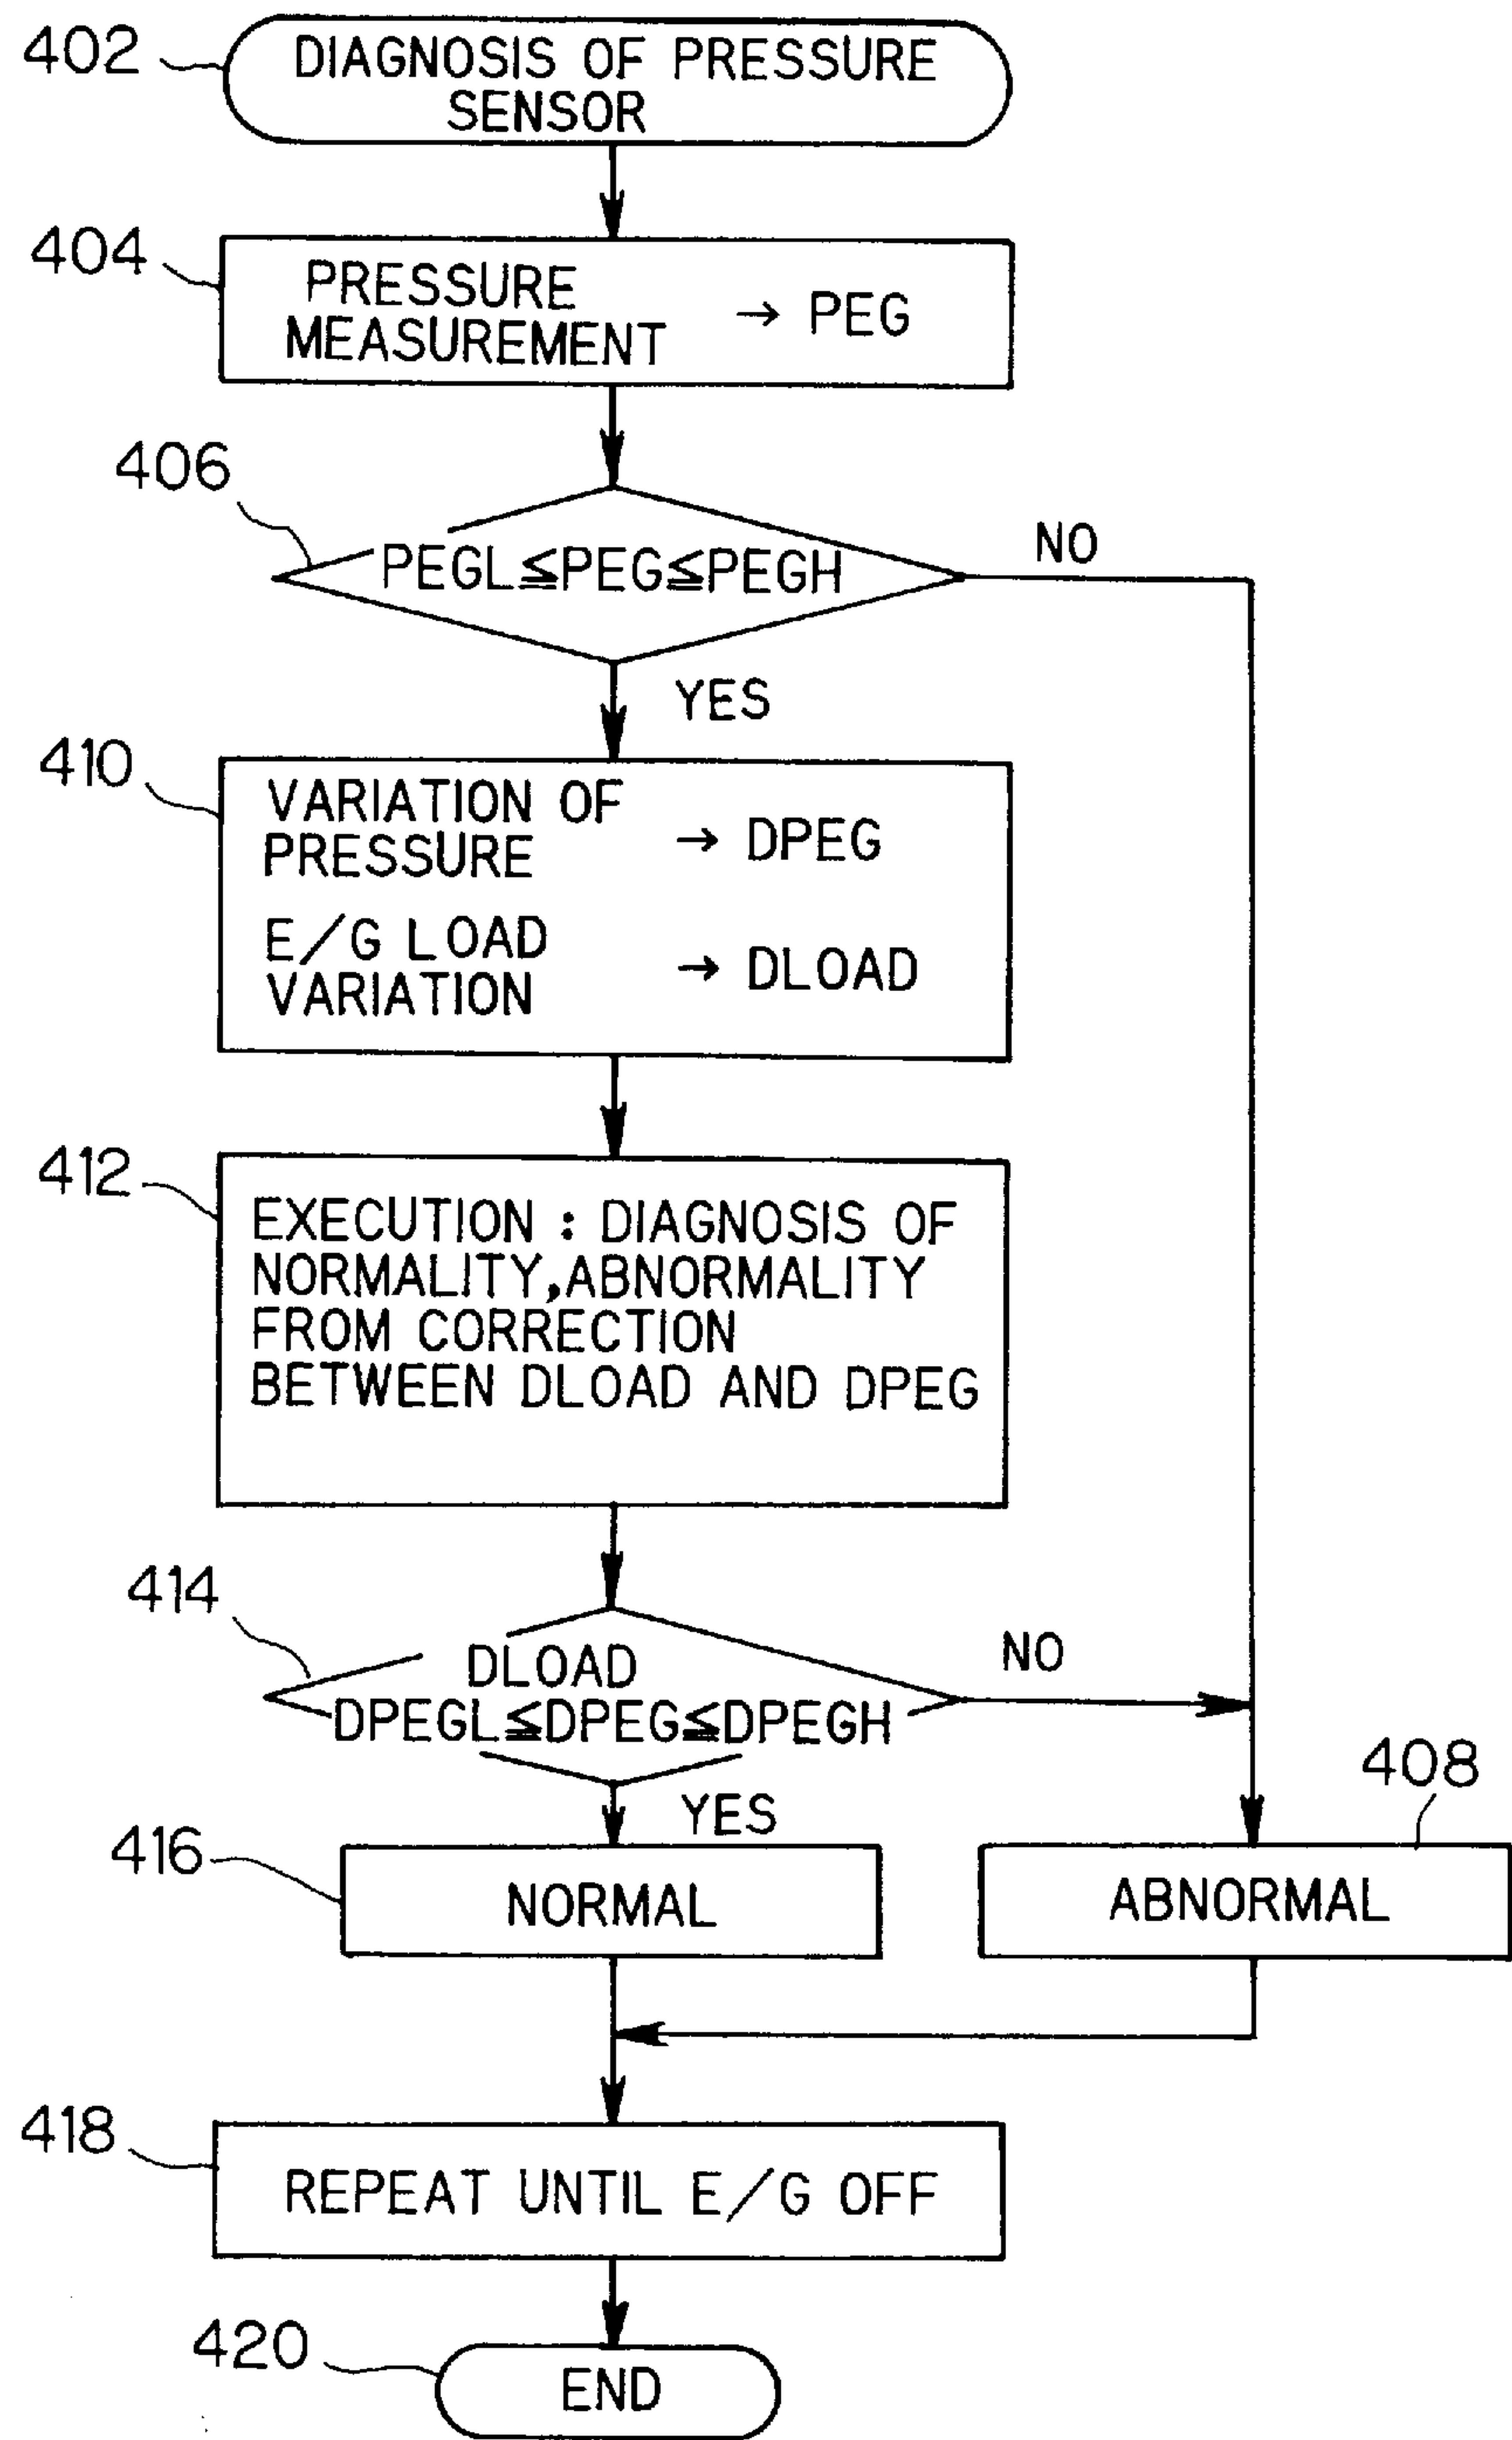 402
DIAGNOSIS OF PRESSURE
SENSOR
404
PRESSURE
MEASUREMENT → PEG
406
PEGL≦PEG≦PEGH
NO
YES
410
VARIATION OF
PRESSURE → DPEG
E/G LOAD
VARIATION → DLOAD
412
EXECUTION : DIAGNOSIS OF
NORMALITY,ABNORMALITY
FROM CORRECTION
BETWEEN DLOAD AND DPEG
414
DLOAD
DPEGL≦DPEG≦DPEGH
NO
YES
408
416
NORMAL
ABNORMAL
418
REPEAT UNTIL E/G OFF
420
END